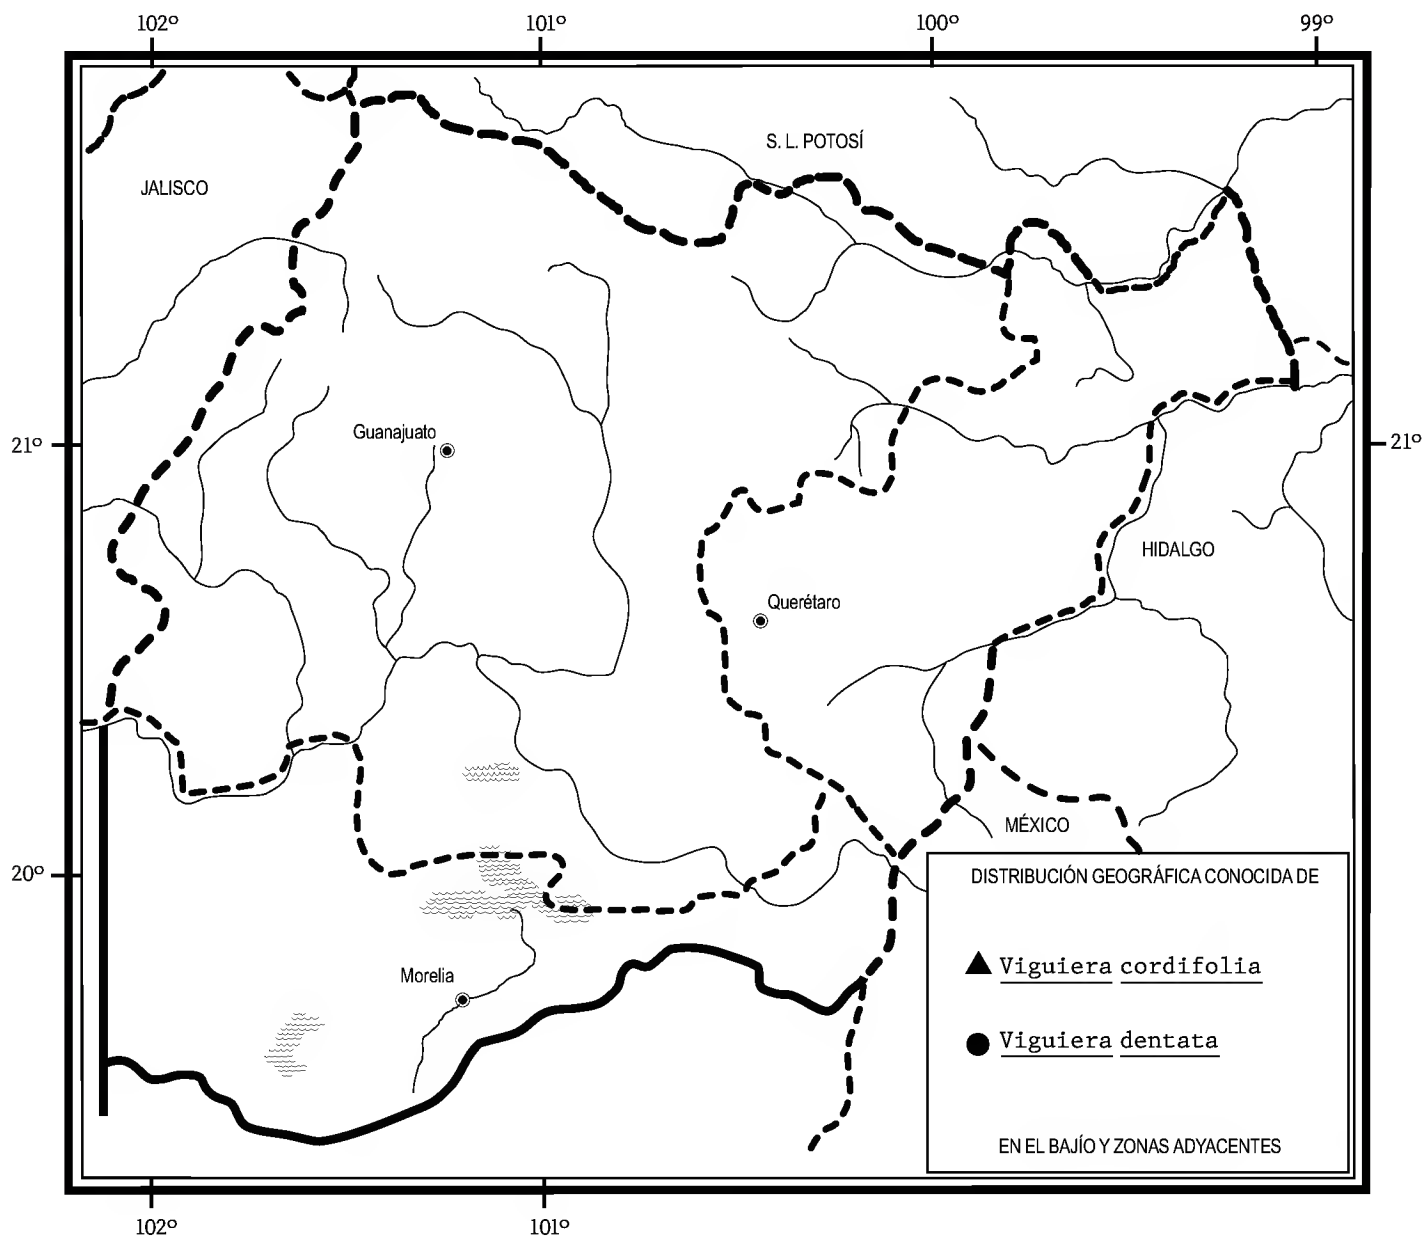 102º 101º 100º 99º
S. L. POTOSÍ
JALISCO
Guanajuato
21º 21º
HIDALGO
Querétaro
MÉXICO
20º
DISTRIBUCIÓN GEOGRÁFICA CONOCIDA DE
Viguiera cordifolia
Morelia
Viguiera dentata
EN EL BAJÍO Y ZONAS ADYACENTES
102º 101º